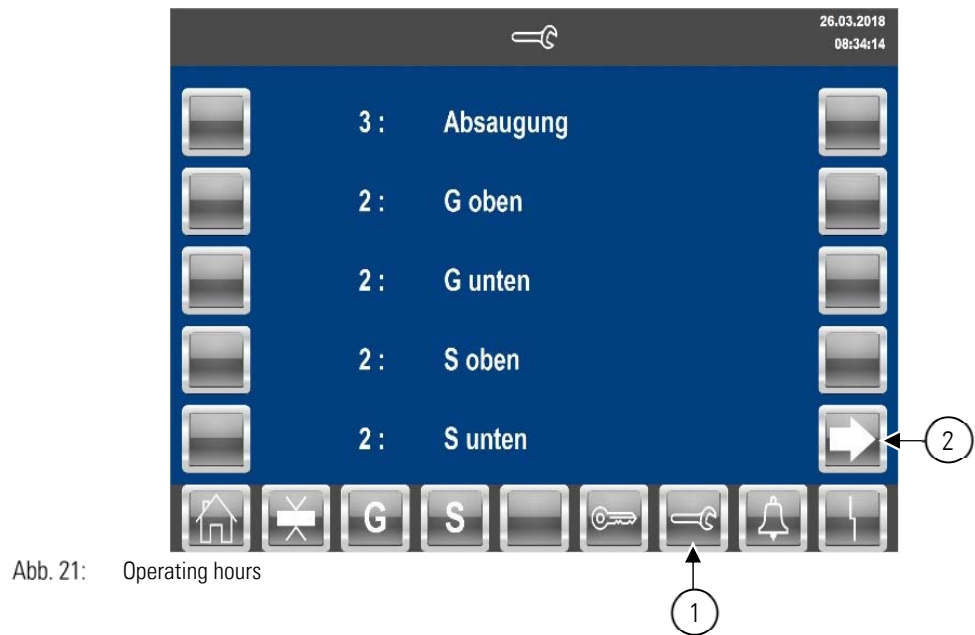 26.03.2018
08:34:14
3 : Absaugung
2 : G oben
2 : G unten
2 : S oben
2 : S unten
2
G S
Abb. 21: Operating hours
1